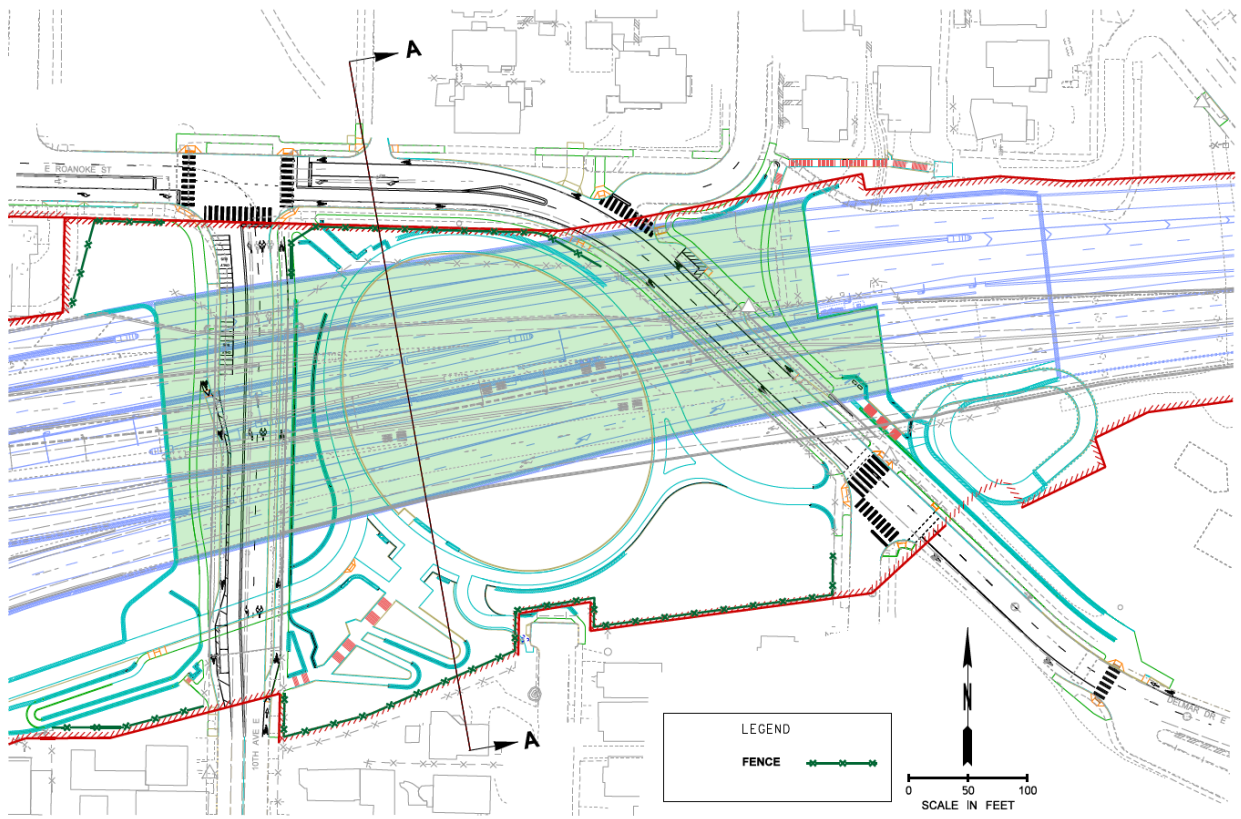 A
E ROANOKE ST
A
10TH AVE E
DELMAR DR E
LEGEND
FENCE
N
0 50 100
SCALE IN FEET